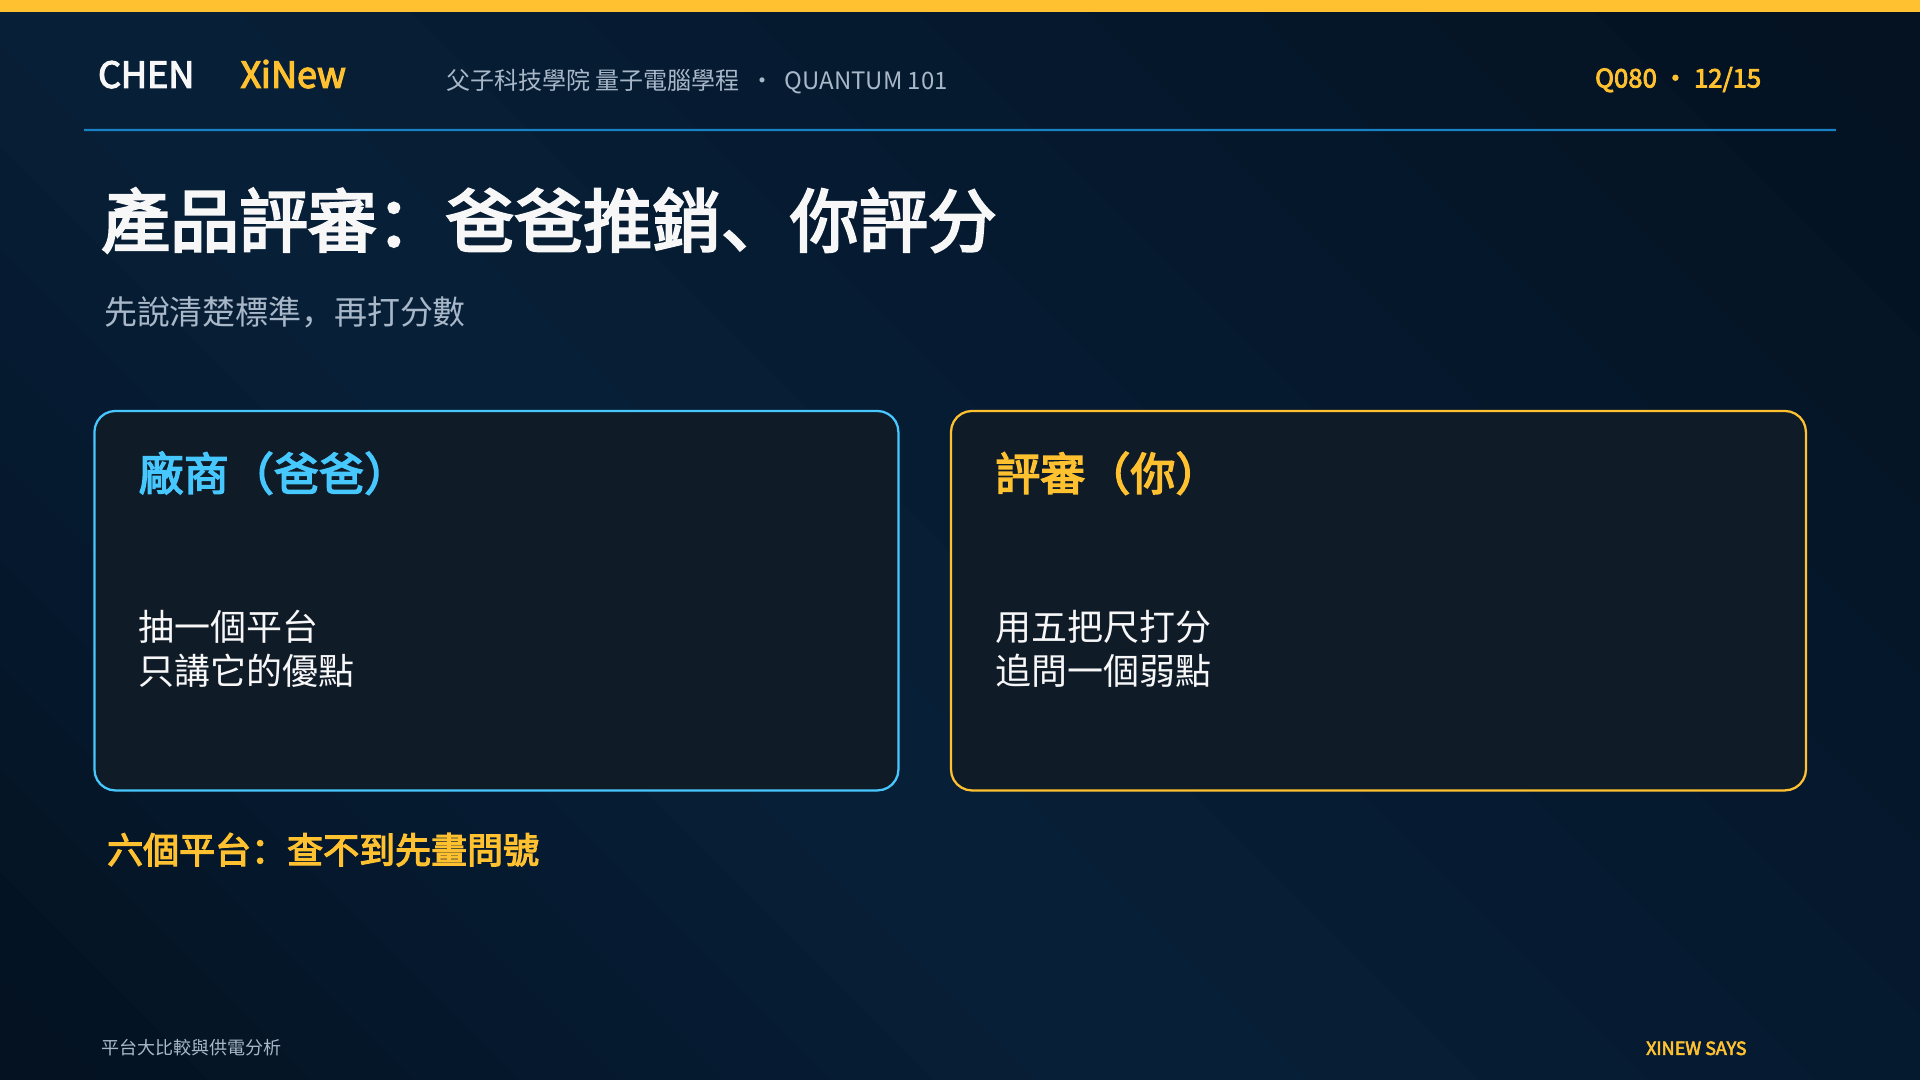 CHEN XiNew 父子科技學院 量子電腦學程 · QUANTUM 101 Q080 · 12/15
產品評審：爸爸推銷、你評分
先說清楚標準，再打分數
廠商（爸爸）
抽一個平台
只講它的優點
評審（你）
用五把尺打分
追問一個弱點
六個平台：查不到先畫問號
平台大比較與供電分析
XINEW SAYS